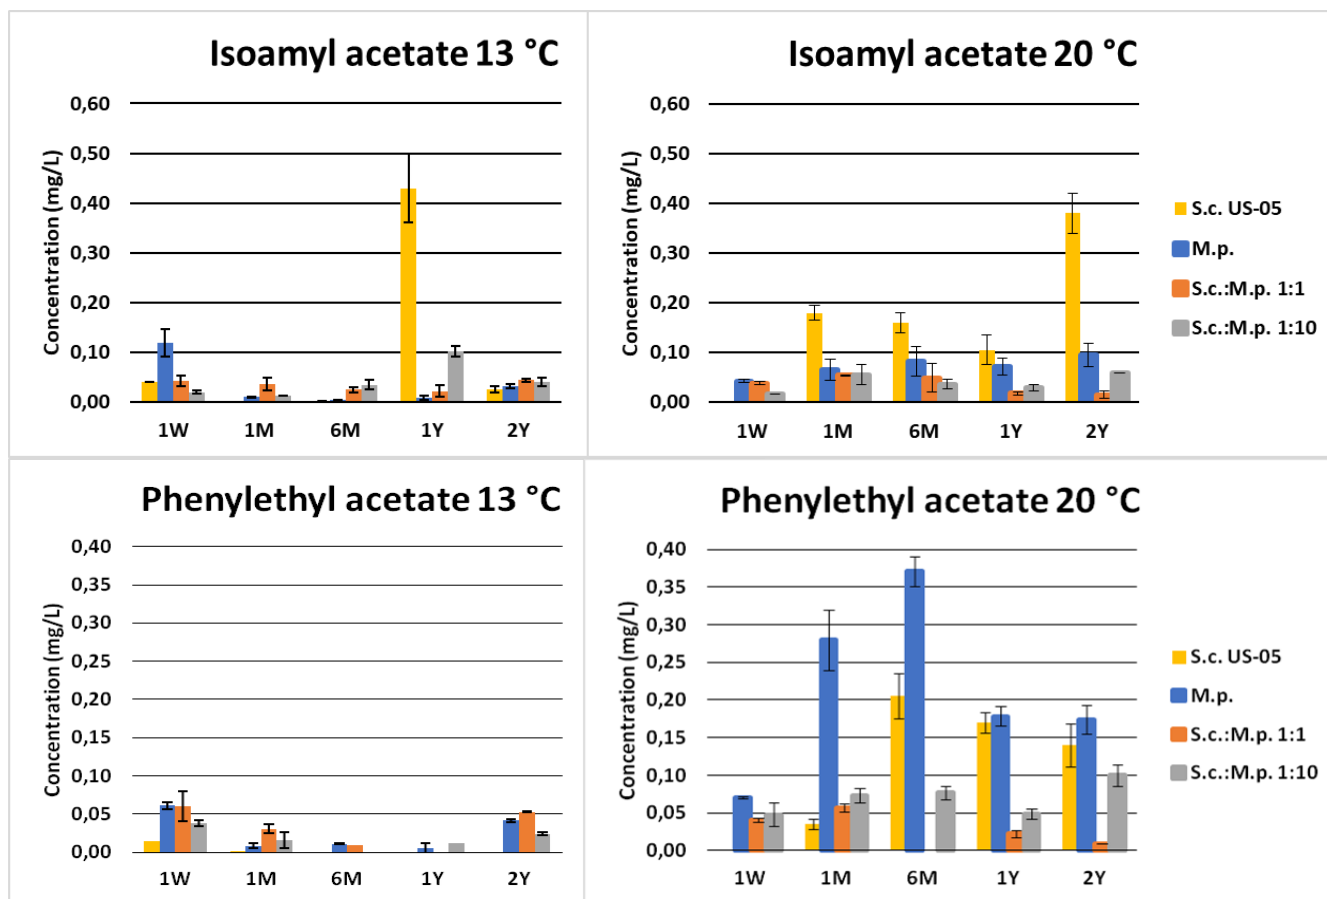 Isoamyl acetate 13 °C
Concentration (mg/L)
0,60
0,50
0,40
0,30
0,20
0,10
0,00
1W 1M 6M 1Y 2Y
Isoamyl acetate 20 °C
Concentration (mg/L)
0,60
0,50
0,40
0,30
0,20
0,10
0,00
1W 1M 6M 1Y 2Y
S.c. US-05
M.p.
S.c.:M.p. 1:1
S.c.:M.p. 1:10
Phenylethyl acetate 13 °C
Concentration (mg/L)
0,40
0,35
0,30
0,25
0,20
0,15
0,10
0,05
0,00
1W 1M 6M 1Y 2Y
Phenylethyl acetate 20 °C
Concentration (mg/L)
0,40
0,35
0,30
0,25
0,20
0,15
0,10
0,05
0,00
1W 1M 6M 1Y 2Y
S.c. US-05
M.p.
S.c.:M.p. 1:1
S.c.:M.p. 1:10